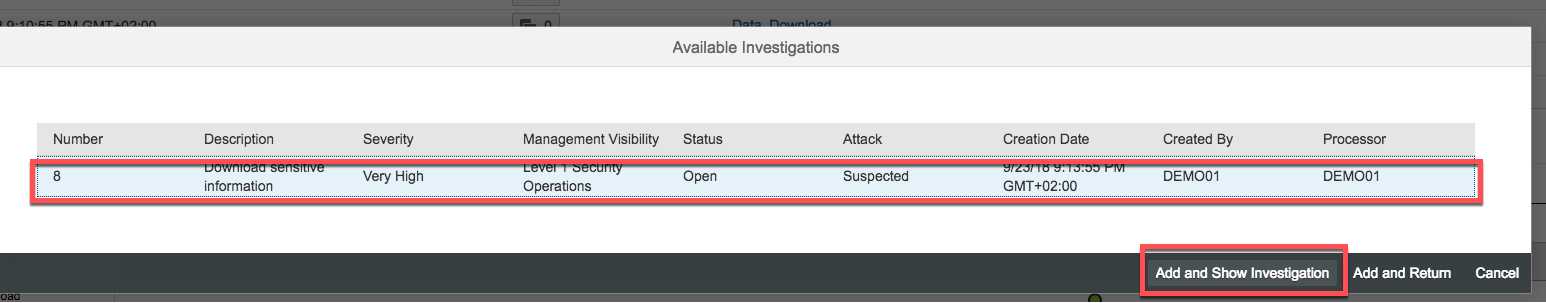 8 9:10:55 PM GMT+02:00 0 Data, Download
Available Investigations
Number Description Severity Management Visibility Status Attack Creation Date Created By Processor
8 Download sensitive information Very High Level 1 Security Operations Open Suspected 9/23/18 9:13:55 PM GMT+02:00 DEMO01 DEMO01
Add and Show Investigation Add and Return Cancel
oad